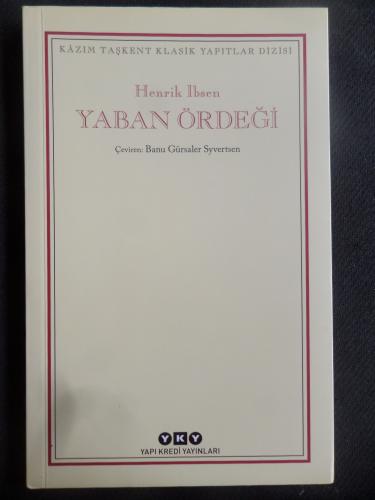 KÂZIM TAŞKENT KLASİK YAPITLAR DİZİSİ
Henrik Ibsen
YABAN ÖRDEĞİ
Çeviren: Banu Gürsaler Syvertsen
YKY
YAPI KREDİ YAYINLARI